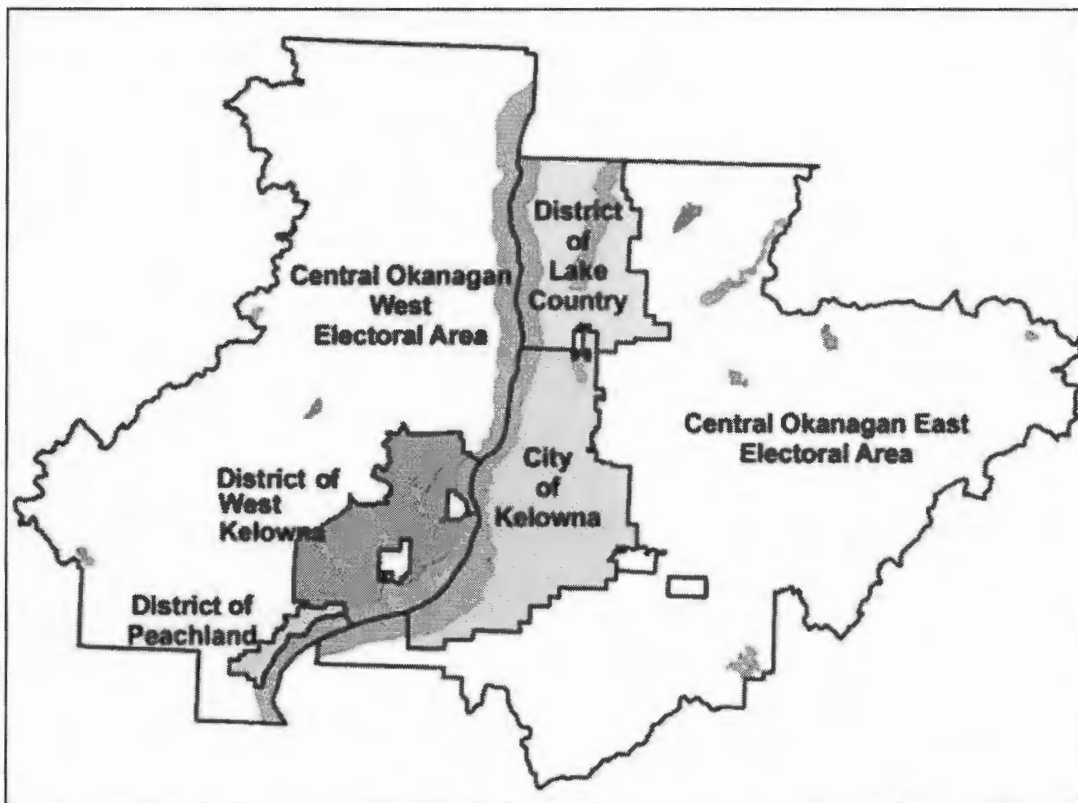 District
of
Lake
Country
Central Okanagan
West
Electoral Area
Central Okanagan East
Electoral Area
District of
West
Kelowna
City
of
Kelowna
District of
Peachland